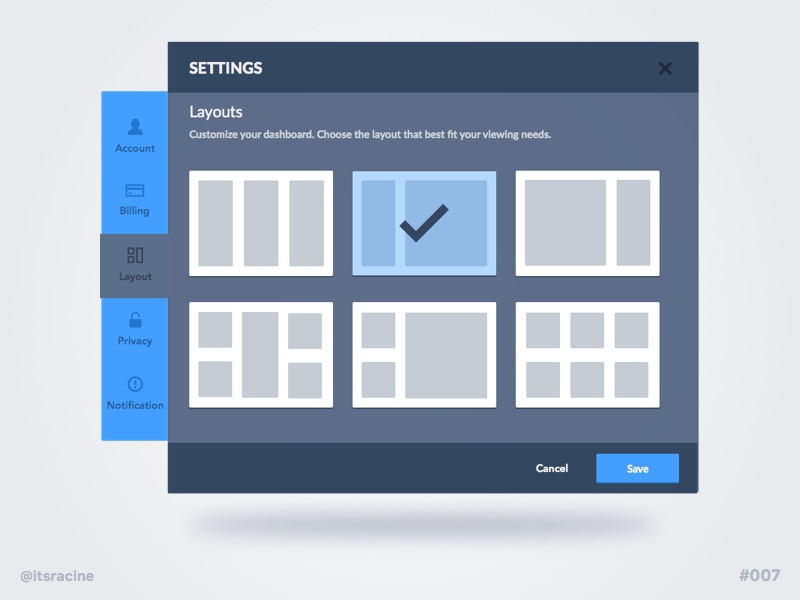 SETTINGS
Layouts
Customize your dashboard. Choose the layout that best fit your viewing needs.
Account
Billing
Layout
Privacy
Notification
Cancel
Save
@itsracine
#007